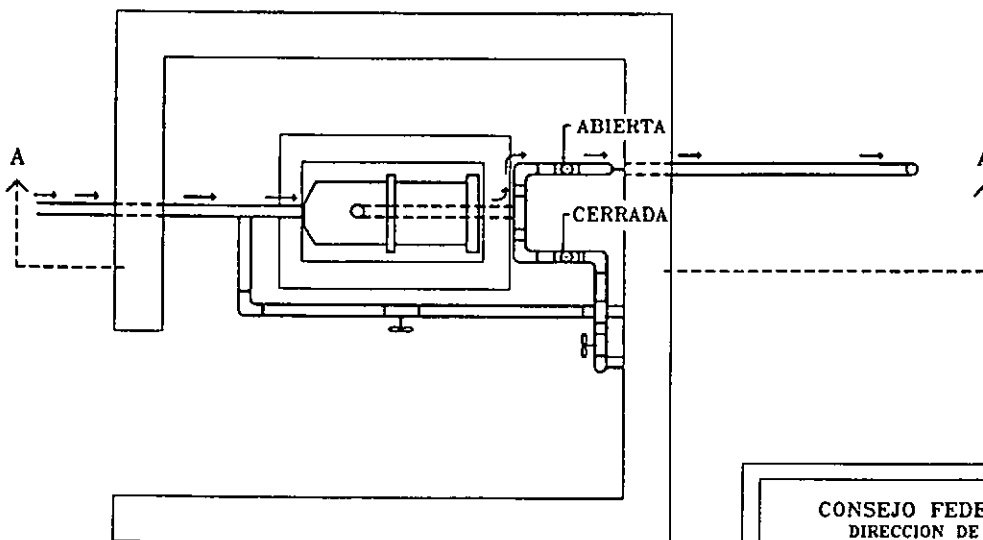 ABIERTA
A
A
CERRADA
CONSEJO FEDE
DIRECCION DE